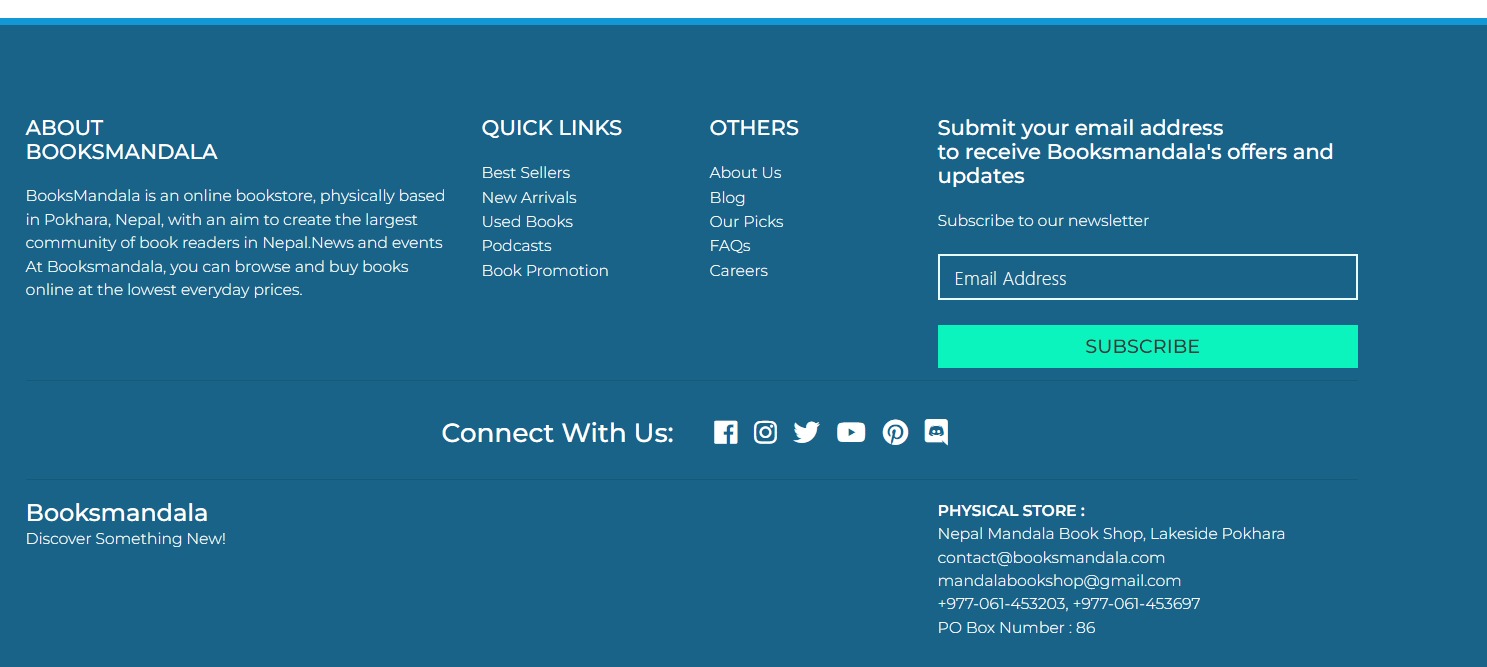 ABOUT
BOOKSMANDALA
BooksMandala is an online bookstore, physically based
in Pokhara, Nepal, with an aim to create the largest
community of book readers in Nepal.News and events
At Booksmandala, you can browse and buy books
online at the lowest everyday prices.
QUICK LINKS
Best Sellers
New Arrivals
Used Books
Podcasts
Book Promotion
OTHERS
About Us
Blog
Our Picks
FAQs
Careers
Submit your email address
to receive Booksmandala's offers and
updates
Subscribe to our newsletter
Email Address
SUBSCRIBE
Connect With Us:
Booksmandala
Discover Something New!
PHYSICAL STORE :
Nepal Mandala Book Shop, Lakeside Pokhara
contact@booksmandala.com
mandalabookshop@gmail.com
+977-061-453203, +977-061-453697
PO Box Number : 86